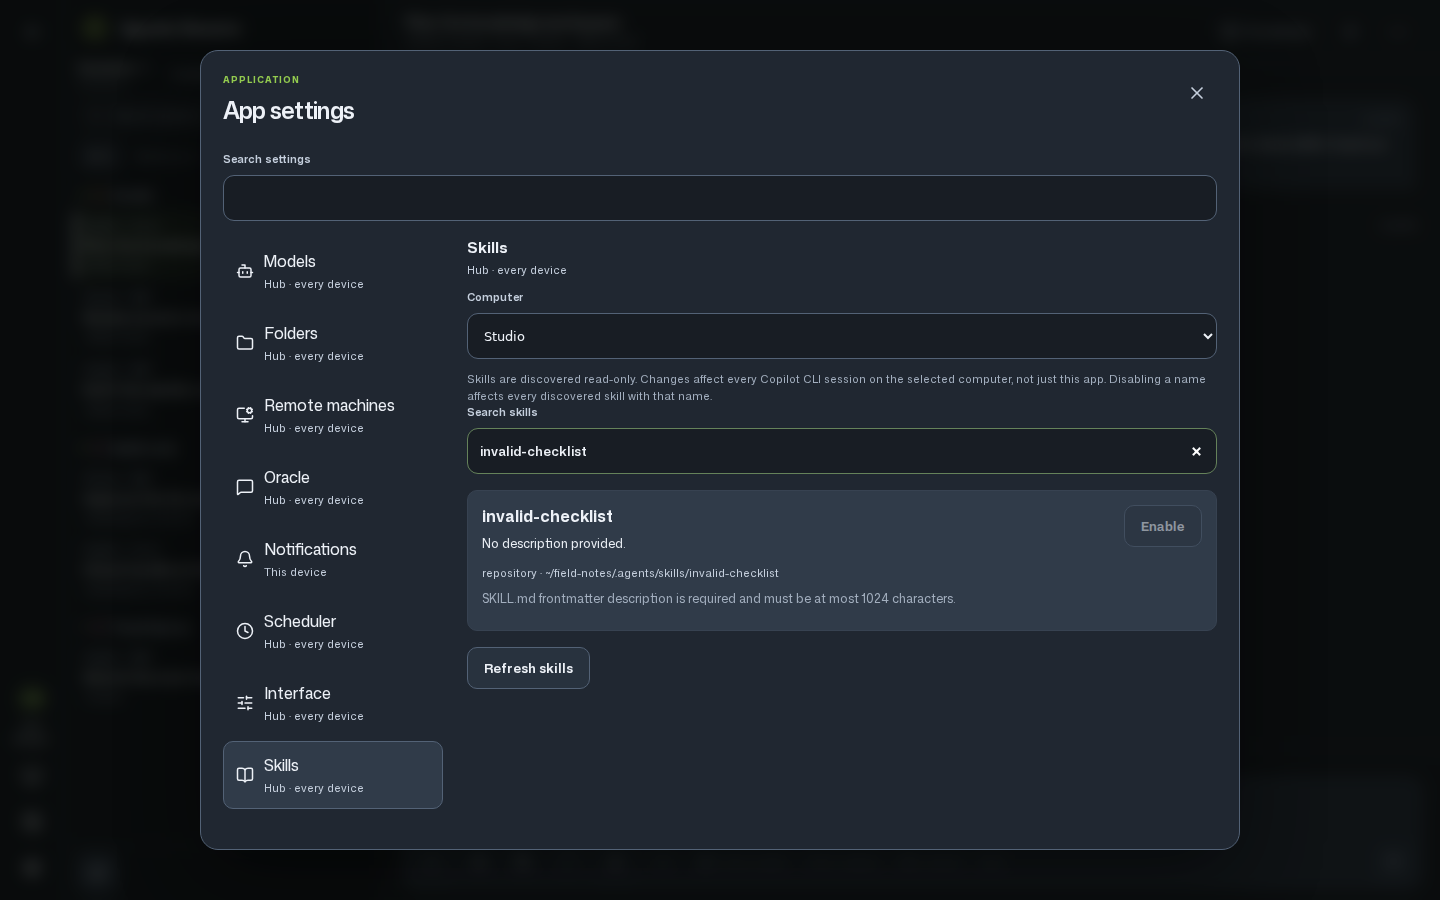 APPLICATION
App settings
Search settings
Models
Hub · every device
Folders
Hub · every device
Remote machines
Hub · every device
Oracle
Hub · every device
Notifications
This device
Scheduler
Hub · every device
Interface
Hub · every device
Skills
Hub · every device
Skills
Hub · every device
Computer
Studio
Skills are discovered read-only. Changes affect every Copilot CLI session on the selected computer, not just this app. Disabling a name
affects every discovered skill with that name.
Search skills
invalid-checklist
invalid-checklist
Enable
No description provided.
repository · ~/field-notes/.agents/skills/invalid-checklist
SKILL.md frontmatter description is required and must be at most 1024 characters.
Refresh skills